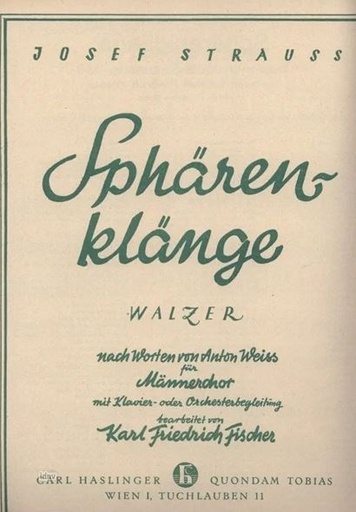 JOSEF STRAUSS
Sphären-
klänge
WALZER
nach Worten von Anton Weiss
für
Männerchor
mit Klavier- oder Orchesterbegleitung
bearbeitet von
Karl Friedrich Fischer
CARL HASLINGER h QUONDAM TOBIAS
WIEN I, TUCHLAUBEN 11